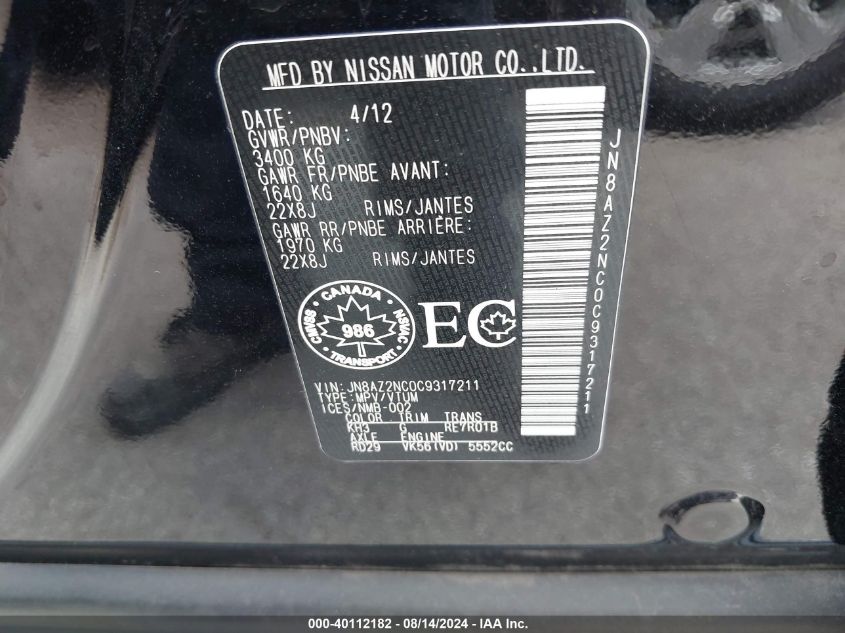 MFD BY NISSAN MOTOR CO.,LTD.
DATE: 4/12
GVWR/PNBV:
3400 KG
GAWR FR/PNBE AVANT:
1640 KG
22X8J RIMS/JANTES
GAWR RR/PNBE ARRIÈRE:
1970 KG
22X8J RIMS/JANTES
CANADA
CMVSS
986
NSVAC
TRANSPORT
EC
VIN:JN8AZ2NC0C9317211
TYPE:MPV/VTUM
ICES/NMB-002
COLOR TRIM TRANS
KH3 G RE7R01B
AXLE ENGINE
RD29 VK56(VD) 5552CC
JN8AZ2NC0C9317211
000-40112182 - 08/14/2024 - IAA Inc.